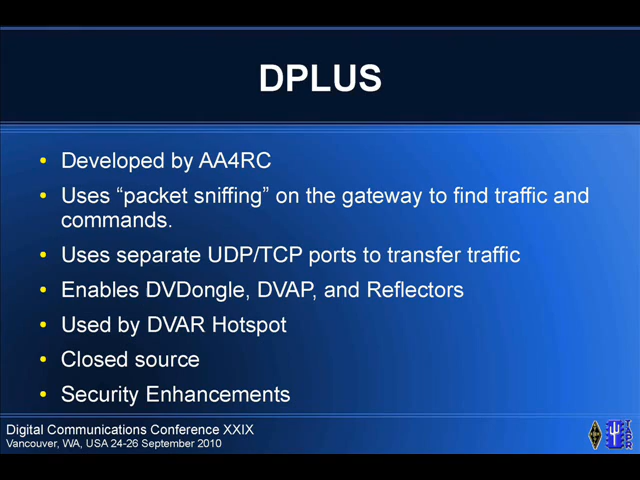 DPLUS
• Developed by AA4RC
• Uses “packet sniffing” on the gateway to find traffic and
commands.
• Uses separate UDP/TCP ports to transfer traffic
• Enables DVDongle, DVAP, and Reflectors
• Used by DVAR Hotspot
• Closed source
• Security Enhancements
Digital Communications Conference XXIX
Vancouver, WA, USA 24-26 September 2010
TAPR